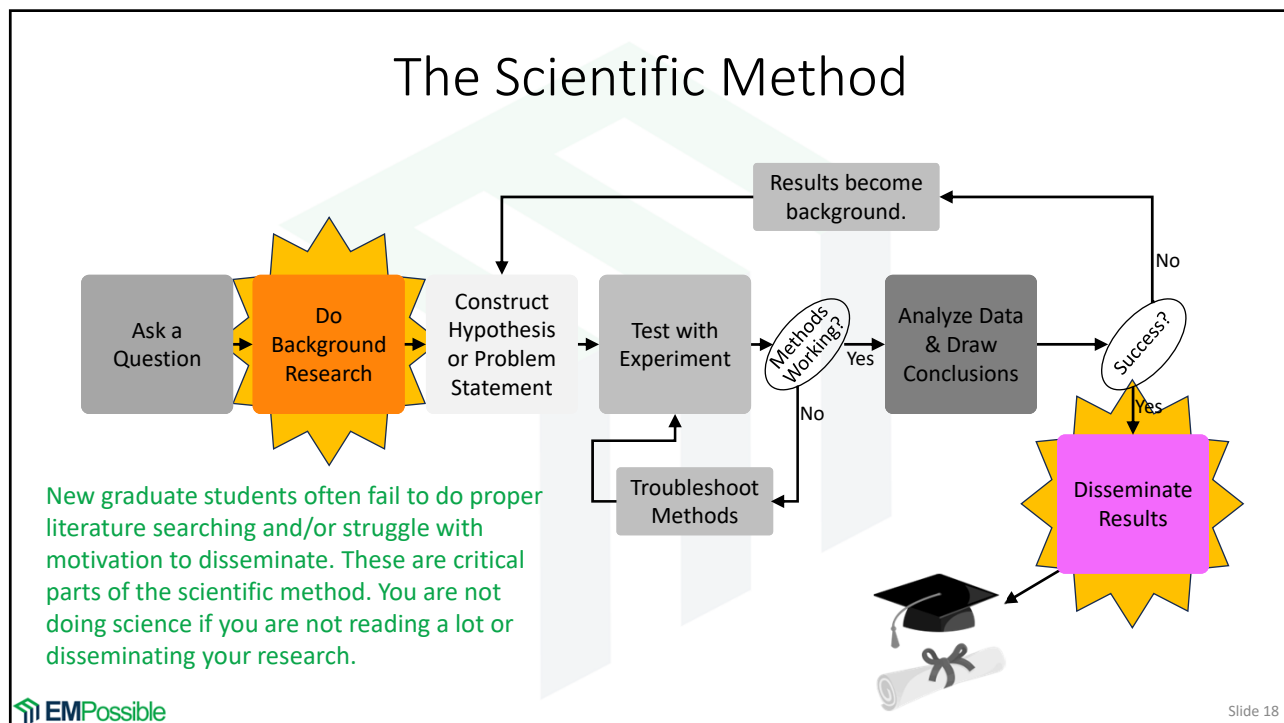 The Scientific Method
Results become
background.
No
Ask a
Question
Do
Background
Research
Construct
Hypothesis
or Problem
Statement
Test with
Experiment
Methods
Working?
Yes
No
Troubleshoot
Methods
Analyze Data
& Draw
Conclusions
Success?
Yes
Disseminate
Results
New graduate students often fail to do proper
literature searching and/or struggle with
motivation to disseminate. These are critical
parts of the scientific method. You are not
doing science if you are not reading a lot or
disseminating your research.
EMPossible
Slide 18